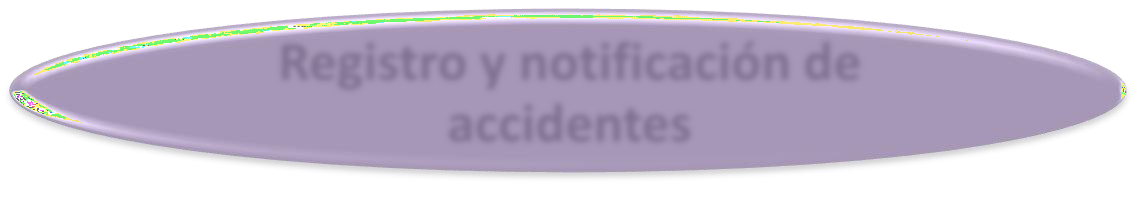 Registro y notificación de
accidentes